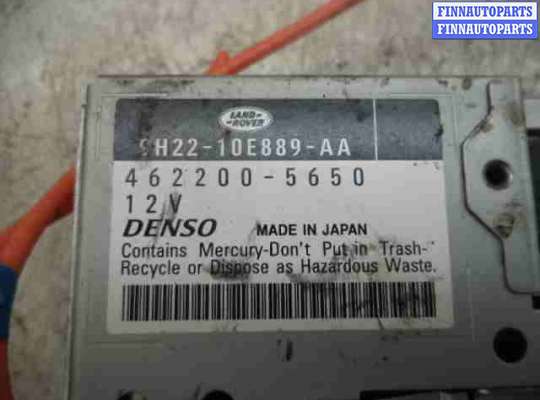 FINNAUTOPARTS
FINNAUTOPARTS
LAND-
-ROVER
9H22-10E889-AA
462200-5650
12V
DENSO MADE IN JAPAN
Contains Mercury-Don't Put in Trash-
Recycle or Dispose as Hazardous Waste.